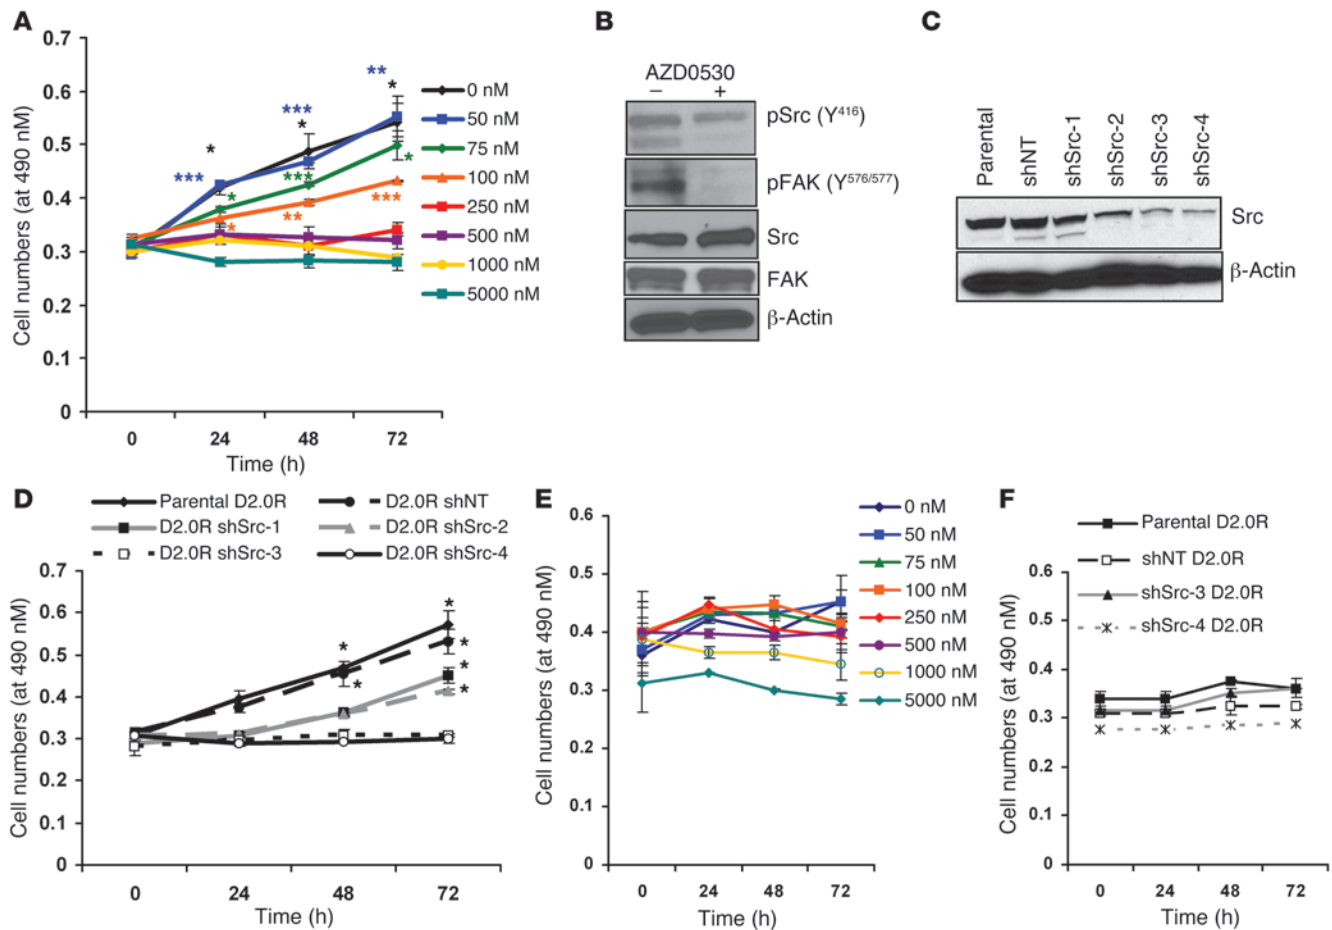 A
Cell numbers (at 490 nM)
0.7
0.6
0.5
0.4
0.3
0.2
0.1
0
0 24 48 72
Time (h)
*** * *
*** * *** **
** * * *** *
0 nM
50 nM
75 nM
100 nM
250 nM
500 nM
1000 nM
5000 nM
B
AZD0530
– +
pSrc (Y416)
pFAK (Y576/577)
Src
FAK
β-Actin
C
Parental
shNT
shSrc-1
shSrc-2
shSrc-3
shSrc-4
Src
β-Actin
D
Parental D2.0R
D2.0R shNT
D2.0R shSrc-1
D2.0R shSrc-2
D2.0R shSrc-3
D2.0R shSrc-4
Cell numbers (at 490 nM)
0.7
0.6
0.5
0.4
0.3
0.2
0.1
0
* * * * * *
0 24 48 72
Time (h)
E
Cell numbers (at 490 nM)
0.6
0.5
0.4
0.3
0.2
0.1
0
0 24 48 72
Time (h)
0 nM
50 nM
75 nM
100 nM
250 nM
500 nM
1000 nM
5000 nM
F
Parental D2.0R
shNT D2.0R
shSrc-3 D2.0R
shSrc-4 D2.0R
Cell numbers (at 490 nM)
0.6
0.5
0.4
0.3
0.2
0.1
0
0 24 48 72
Time (h)